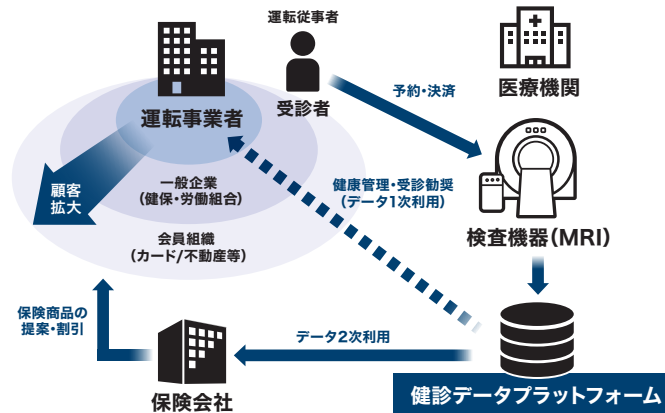 運転従事者
受診者
運転事業者
予約・決済
医療機関
顧客
拡大
一般企業
(健保・労働組合)
健康管理・受診勧奨
(データ1次利用)
会員組織
(カード/不動産等)
検査機器(MRI)
保険商品の
提案・割引
データ2次利用
保険会社
健診データプラットフォーム